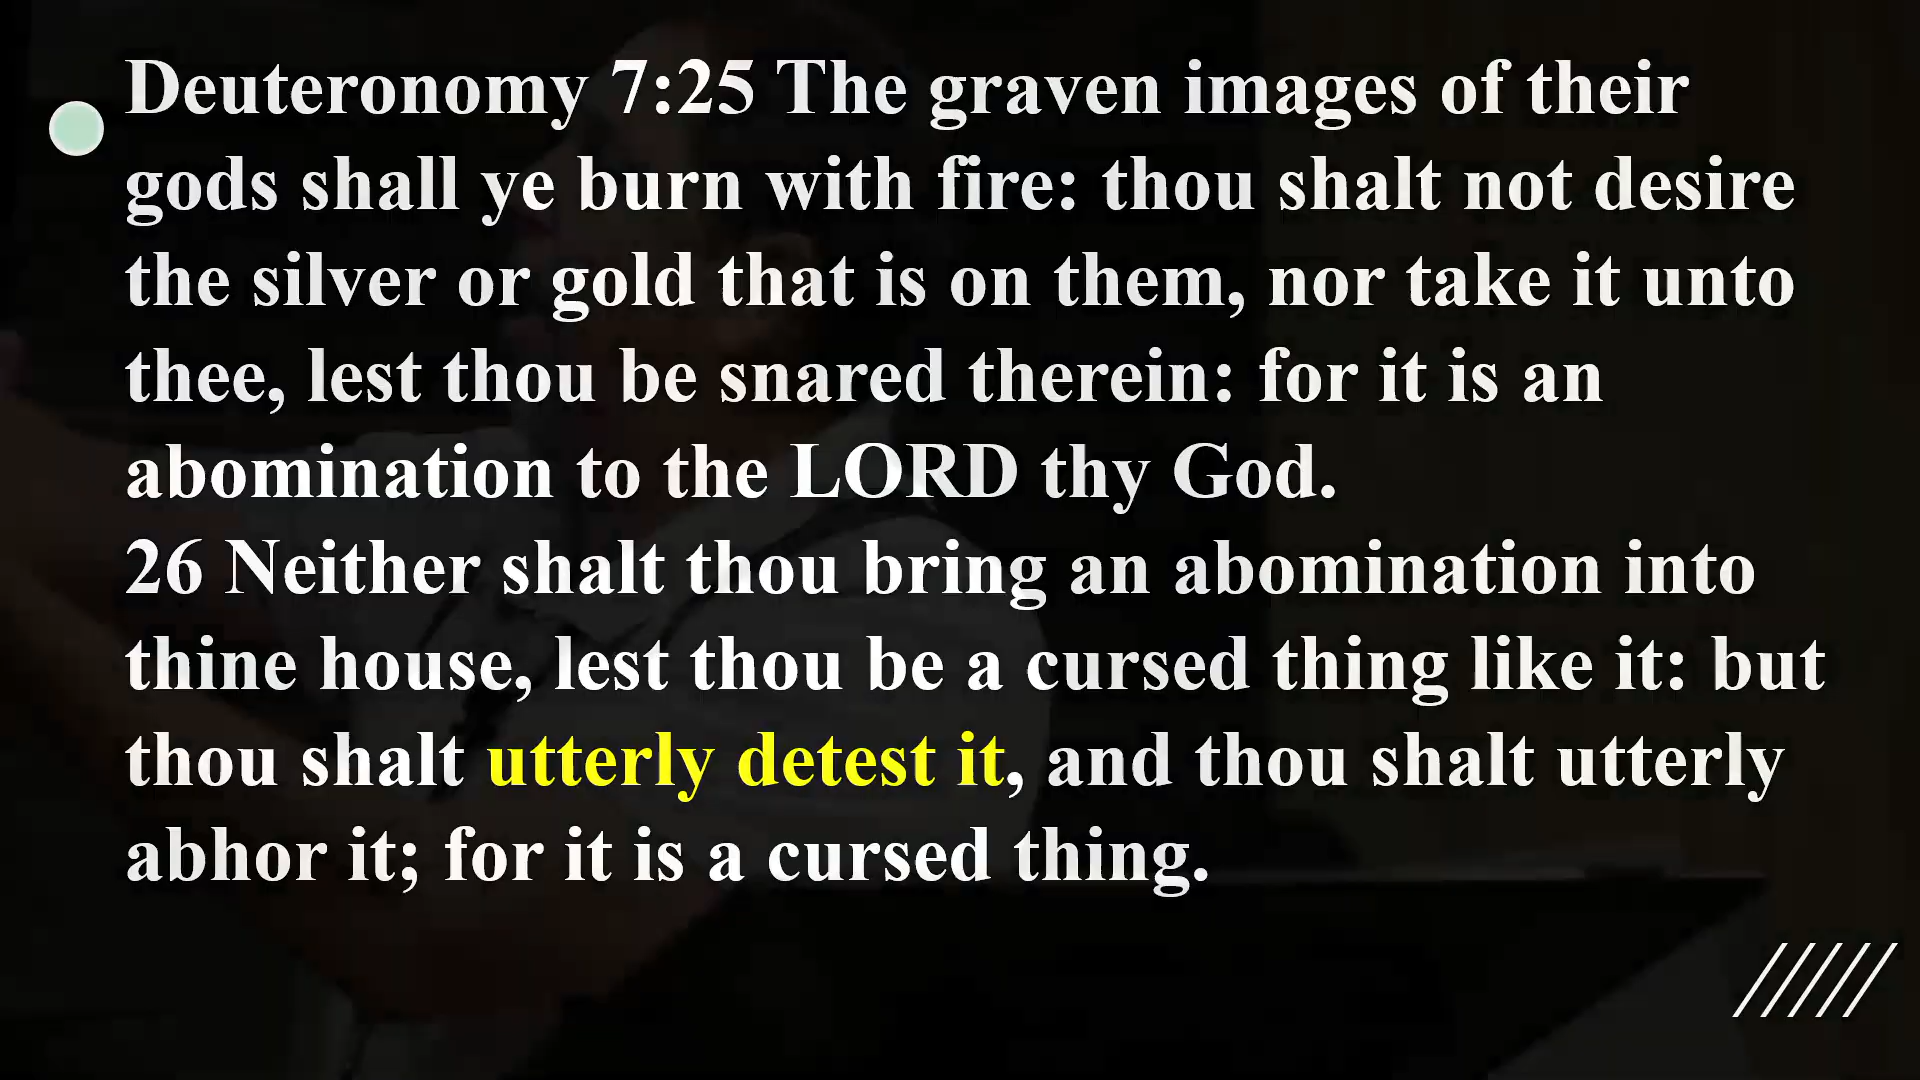 Deuteronomy 7:25 The graven images of their
gods shall ye burn with fire: thou shalt not desire
the silver or gold that is on them, nor take it unto
thee, lest thou be snared therein: for it is an
abomination to the LORD thy God.
26 Neither shalt thou bring an abomination into
thine house, lest thou be a cursed thing like it: but
thou shalt utterly detest it, and thou shalt utterly
abhor it; for it is a cursed thing.